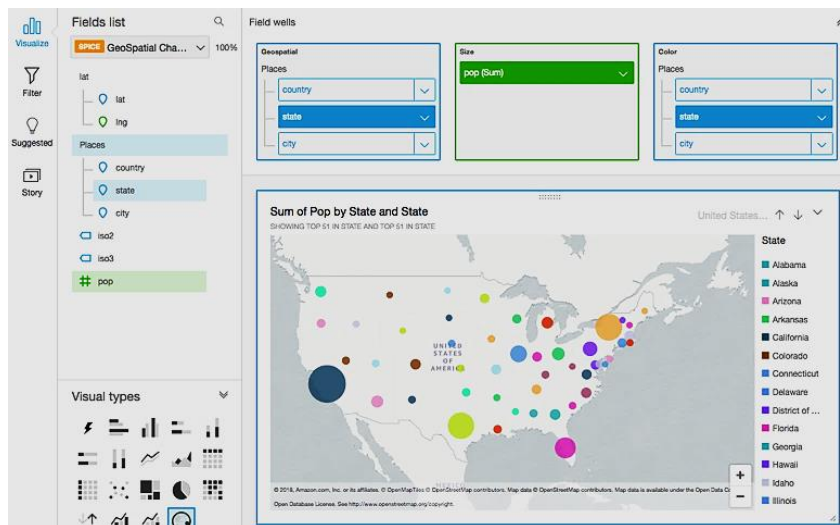 Visualize
Filter
Suggested
Story
Fields list
SPICE GeoSpatial Cha... 100%
lat
lat
lng
Places
country
state
city
iso2
iso3
pop
Visual types
Field wells
Geospatial
Places
country
state
city
Size
pop (Sum)
Color
Places
country
state
city
Sum of Pop by State and State
SHOWING TOP 51 IN STATE AND TOP 51 IN STATE
United States...
UNITED
STATES
OF
AMERICA
MEXICO
State
Alabama
Alaska
Arizona
Arkansas
California
Colorado
Connecticut
Delaware
District of ...
Florida
Georgia
Hawaii
Idaho
Illinois
+
−
© 2018, Amazon.com, Inc. or its affiliates. © OpenMapTiles © OpenStreetMap contributors. Map data © OpenStreetMap contributors. Map data is available under the Open Data C
Open Database License. See http://www.openstreetmap.org/copyright.